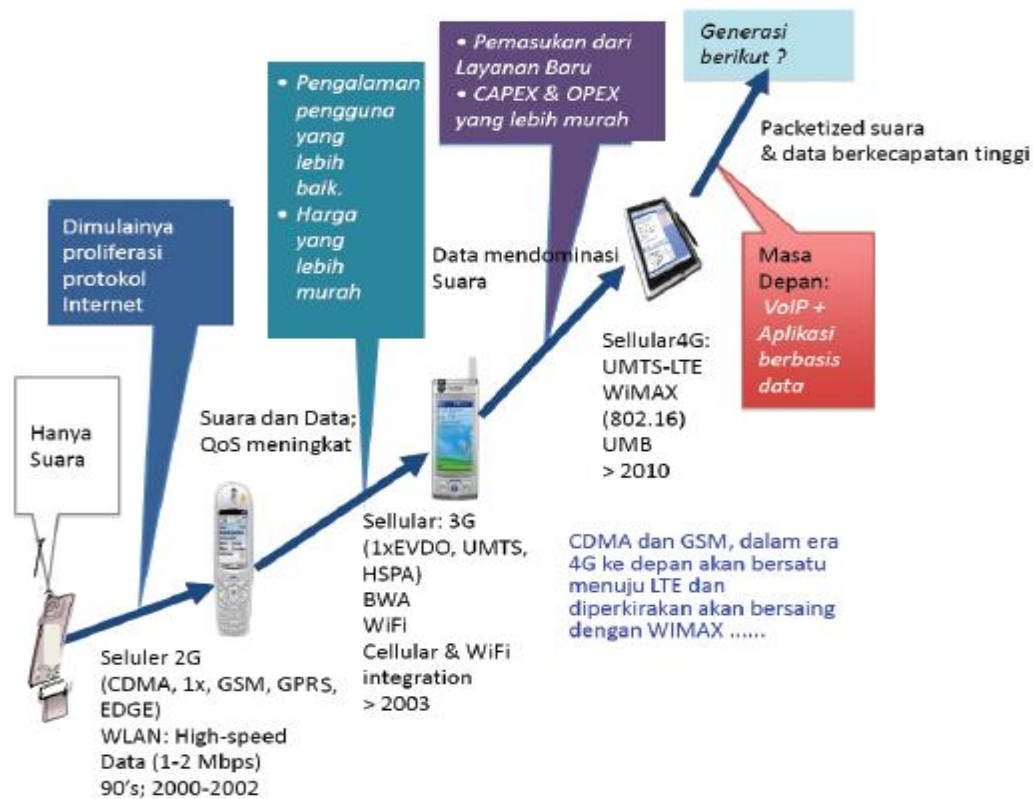 Hanya
Suara
Dimulainya
proliferasi
protokol
Internet
• Pengalaman
pengguna
yang
lebih
baik.
• Harga
yang
lebih
murah
• Pemasukan dari
Layanan Baru
• CAPEX & OPEX
yang lebih murah
Generasi
berikut ?
Packetized suara
& data berkecapatan tinggi
Masa
Depan:
VoIP +
Aplikasi
berbasis
data
Data mendominasi
Suara
Suara dan Data;
QoS meningkat
Seluler 2G
(CDMA, 1x, GSM, GPRS,
EDGE)
WLAN: High-speed
Data (1-2 Mbps)
90's; 2000-2002
Sellular: 3G
(1xEVDO, UMTS,
HSPA)
BWA
WiFi
Cellular & WiFi
integration
> 2003
Sellular4G:
UMTS-LTE
WiMAX
(802.16)
UMB
> 2010
CDMA dan GSM, dalam era
4G ke depan akan bersatu
menuju LTE dan
diperkirakan akan bersaing
dengan WIMAX ......